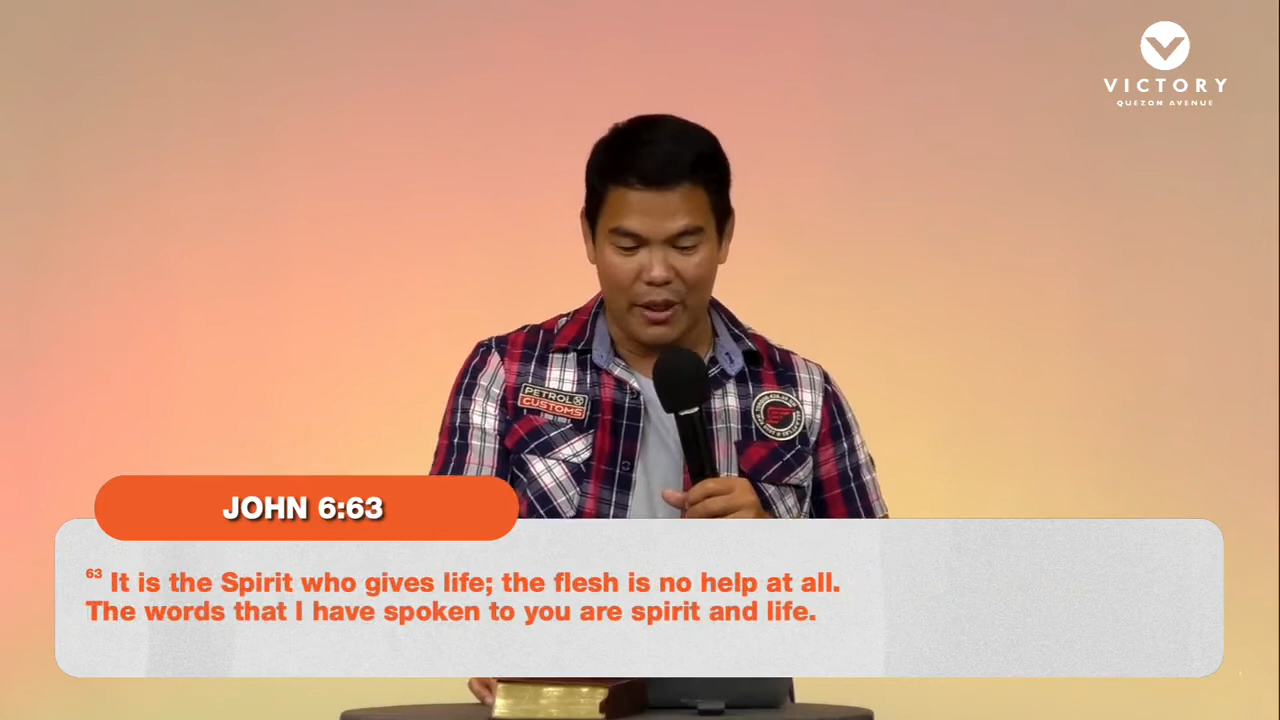 VICTORY
QUEZON AVENUE
PETROL
CUSTOMS
JOHN 6:63
63 It is the Spirit who gives life; the flesh is no help at all.
The words that I have spoken to you are spirit and life.